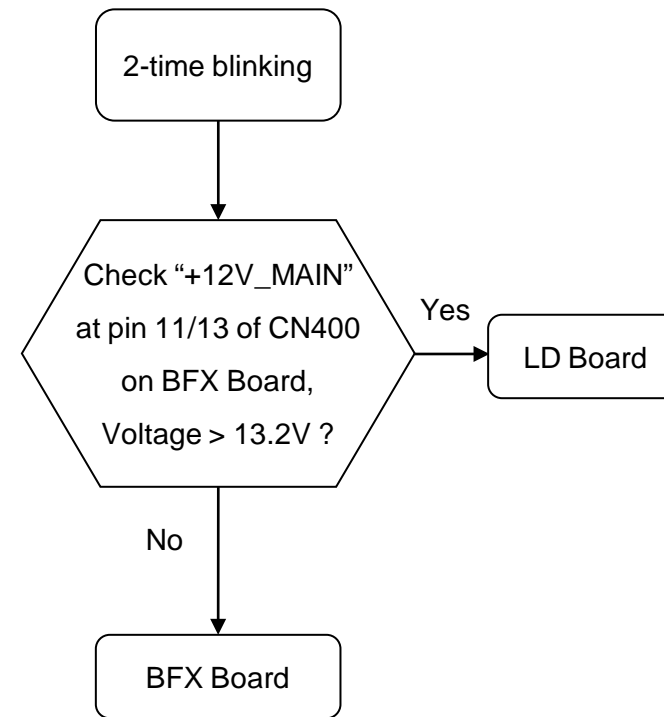 2-time blinking
Check “+12V_MAIN”
at pin 11/13 of CN400
on BFX Board,
Voltage > 13.2V ?
Yes
LD Board
No
BFX Board